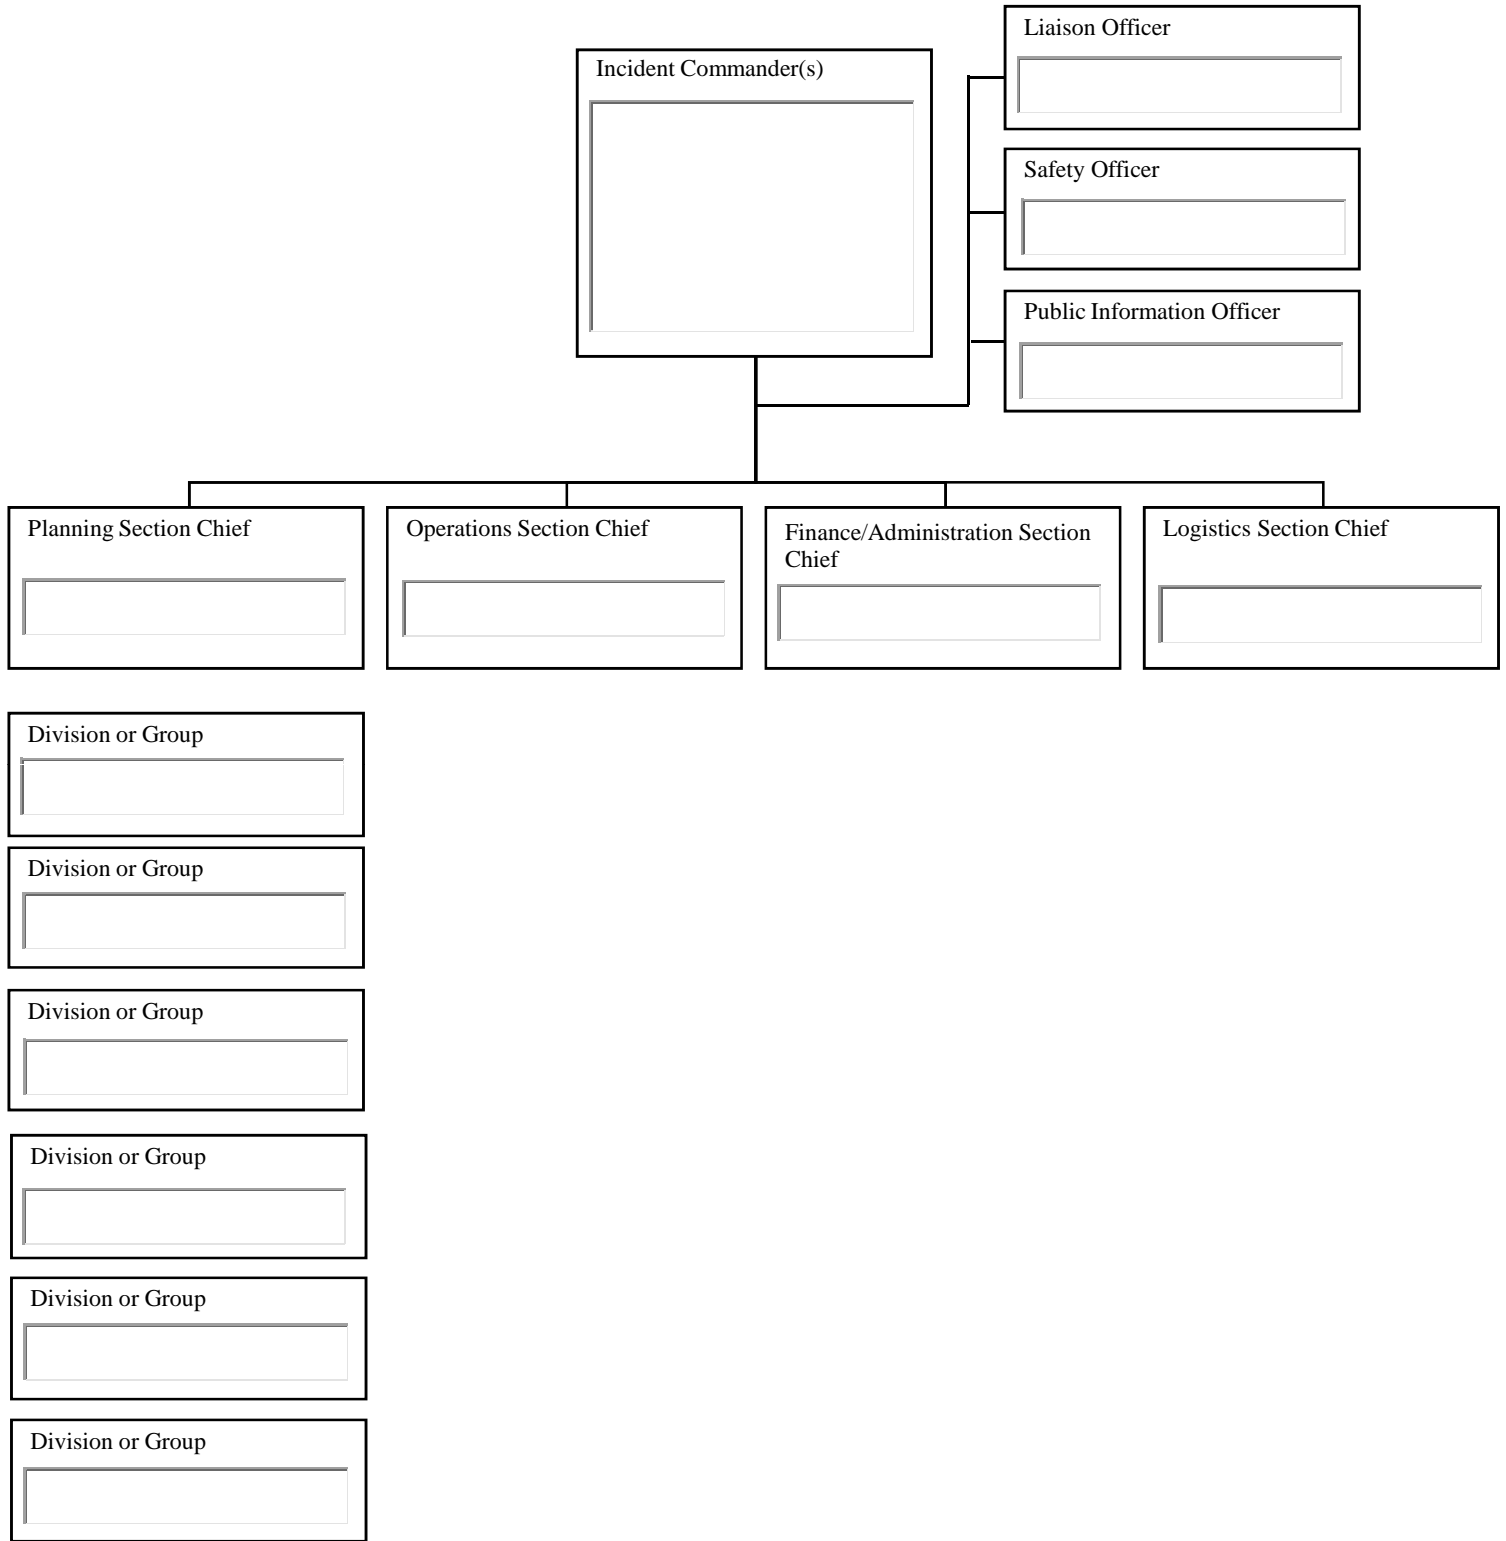 Liaison Officer
Incident Commander(s)
Safety Officer
Public Information Officer
Planning Section Chief
Operations Section Chief
Finance/Administration Section
Chief
Logistics Section Chief
Division or Group
Division or Group
Division or Group
Division or Group
Division or Group
Division or Group